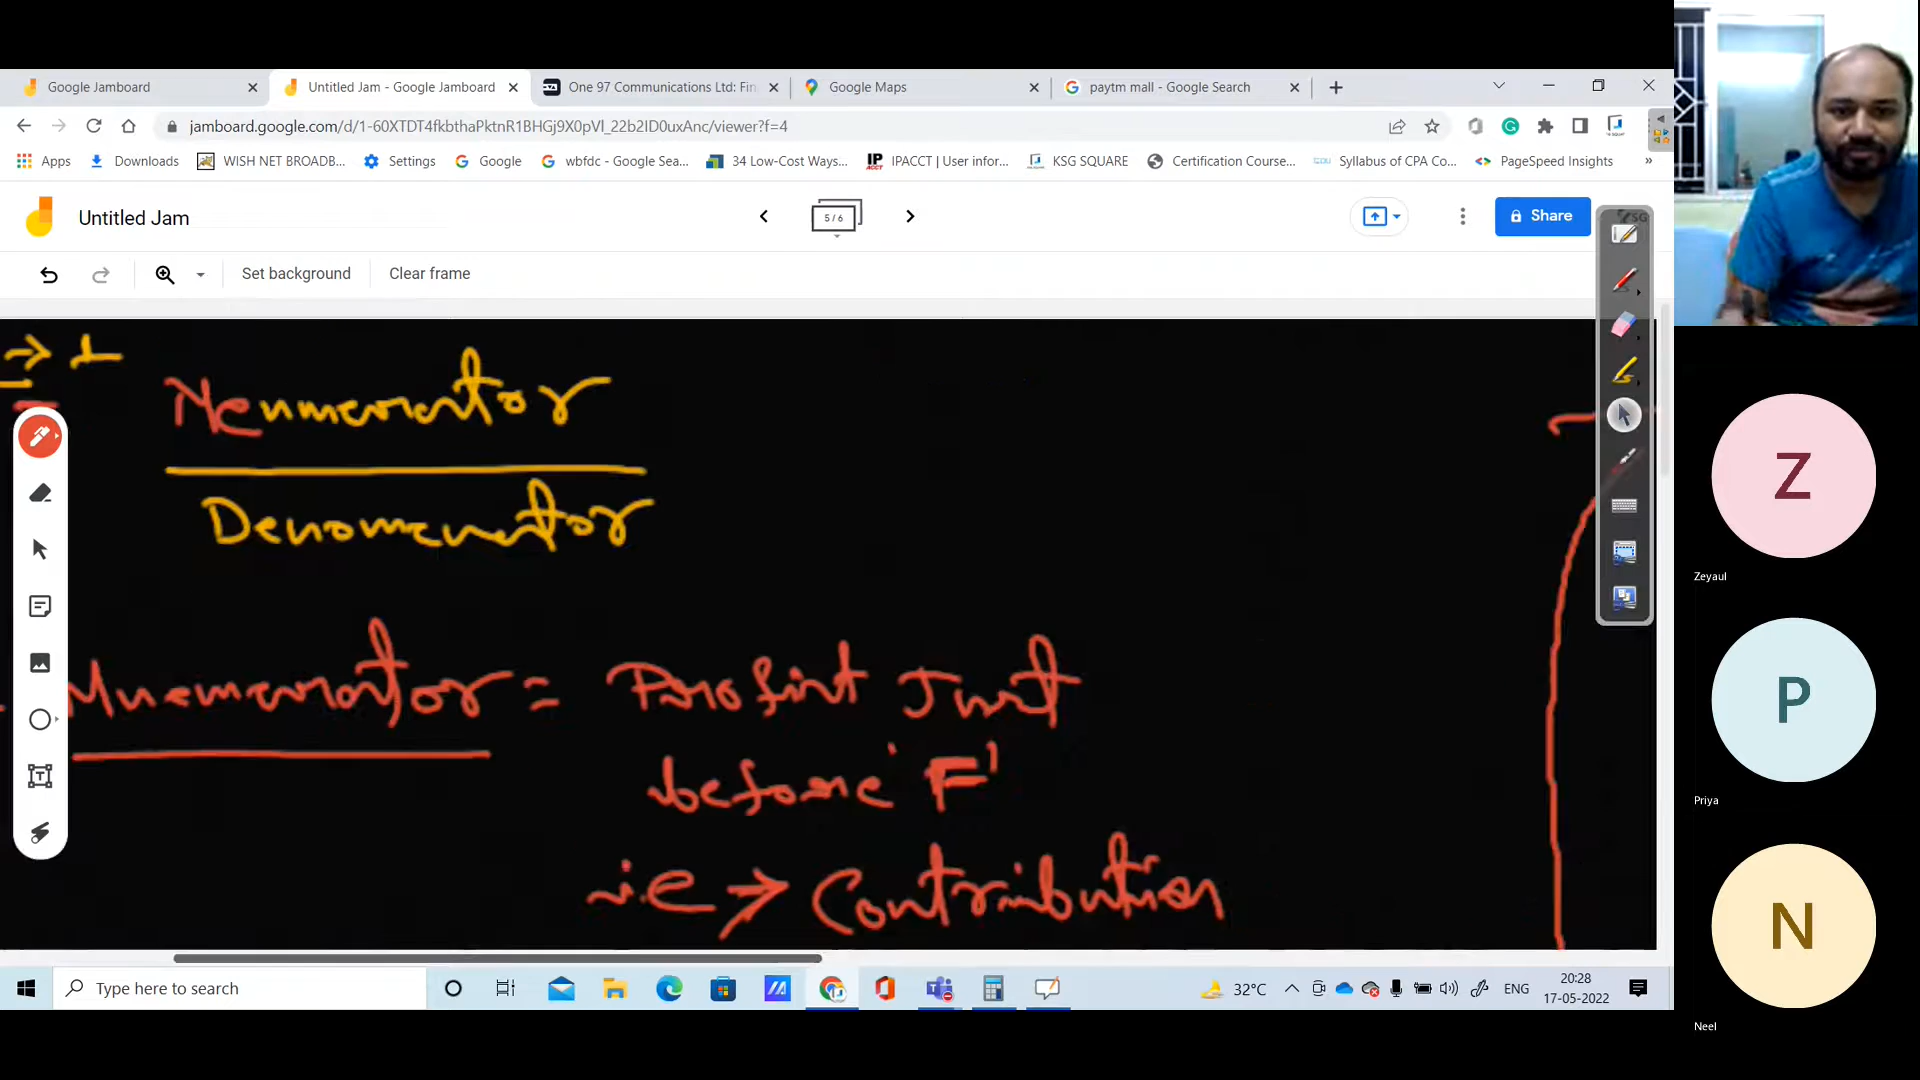 Google Jamboard
Untitled Jam - Google Jamboard
One 97 Communications Ltd: Fin
Google Maps
paytm mall - Google Search
jamboard.google.com/d/1-60XTDT4fkbthaPktnR1BHGj9X0pVl_22b2ID0uxAnc/viewer?f=4
Apps Downloads WISH NET BROADB... Settings Google wbfdc - Google Sea... 34 Low-Cost Ways... IPACCT | User infor... KSG SQUARE Certification Course... Syllabus of CPA Co... PageSpeed Insights »
Untitled Jam
5 / 6
Share
Set background Clear frame
→ 1
Nenumerator
Denomenator
Mnumerator = Profit Just
before F'
i.e → Contribution
Z
Zeyaul
P
Priya
N
Neel
Type here to search
32°C
ENG
20:28
17-05-2022